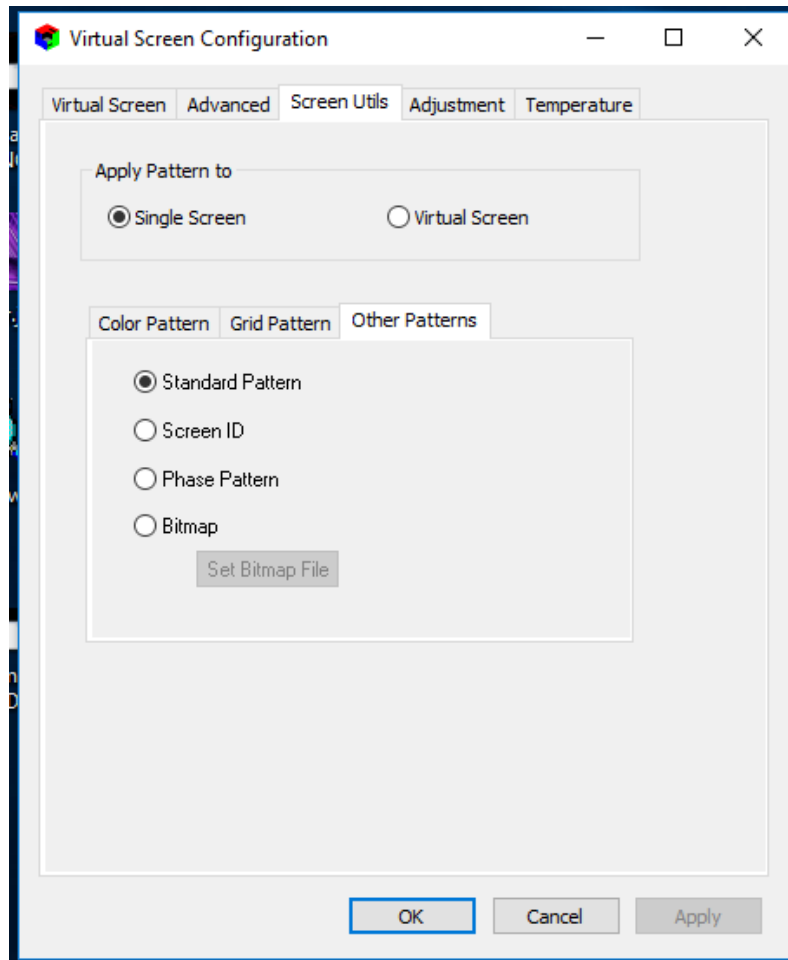 Virtual Screen Configuration
Virtual Screen Advanced Screen Utils Adjustment Temperature
Apply Pattern to
Single Screen Virtual Screen
Color Pattern Grid Pattern Other Patterns
Standard Pattern
Screen ID
Phase Pattern
Bitmap
Set Bitmap File
OK Cancel Apply